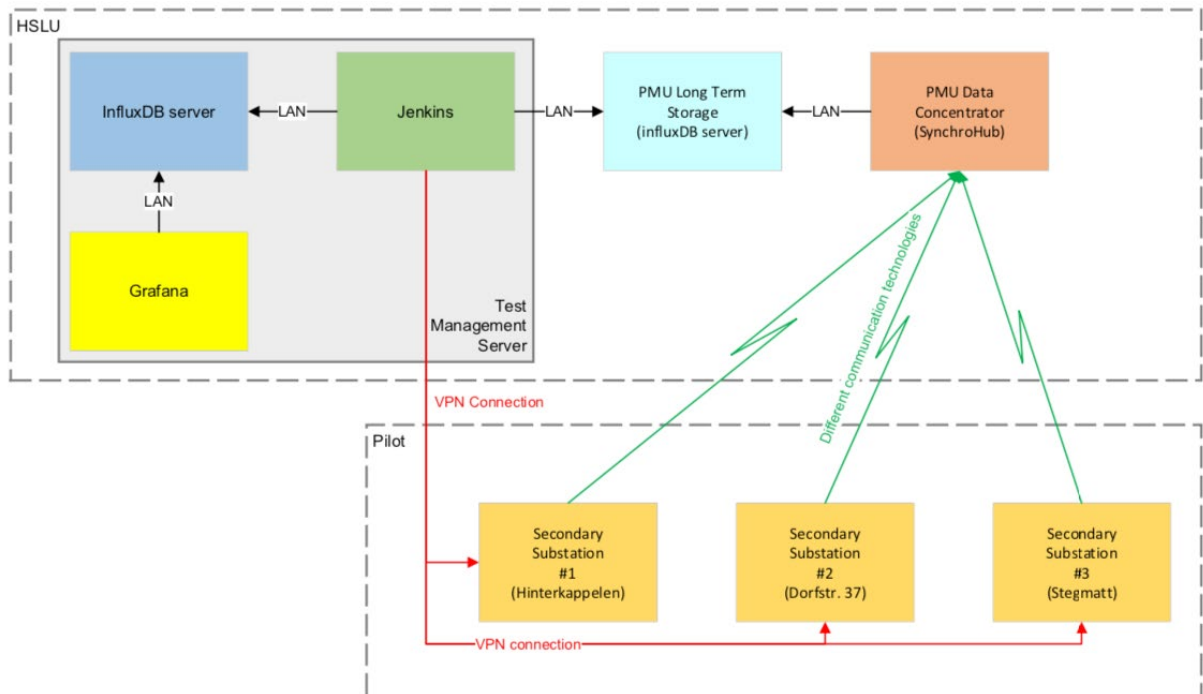 HSLU
InfluxDB server
LAN
Jenkins
LAN
PMU Long Term
Storage
(influxDB server)
LAN
PMU Data
Concentrator
(SynchroHub)
LAN
Grafana
Test
Management
Server
Different communication technologies
VPN Connection
Pilot
Secondary
Substation
#1
(Hinterkappelen)
Secondary
Substation
#2
(Dorfstr. 37)
Secondary
Substation
#3
(Stegmatt)
VPN connection